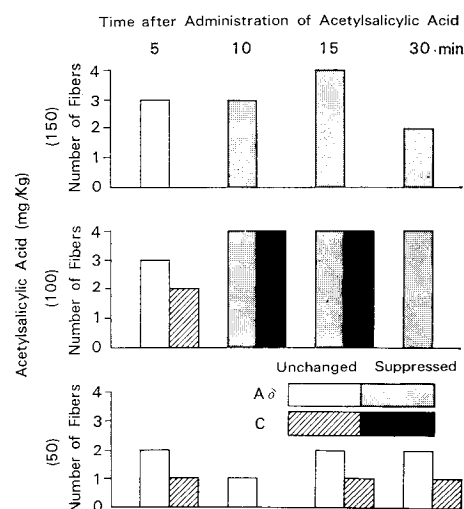 Time after Administration of Acetylsalicylic Acid
5 10 15 30 · min
Acetylsalicylic Acid (mg/Kg)
(150)
Number of Fibers
4
3
2
1
0
(100)
Number of Fibers
4
3
2
1
0
Unchanged Suppressed
Aδ
C
(50)
Number of Fibers
4
3
2
1
0